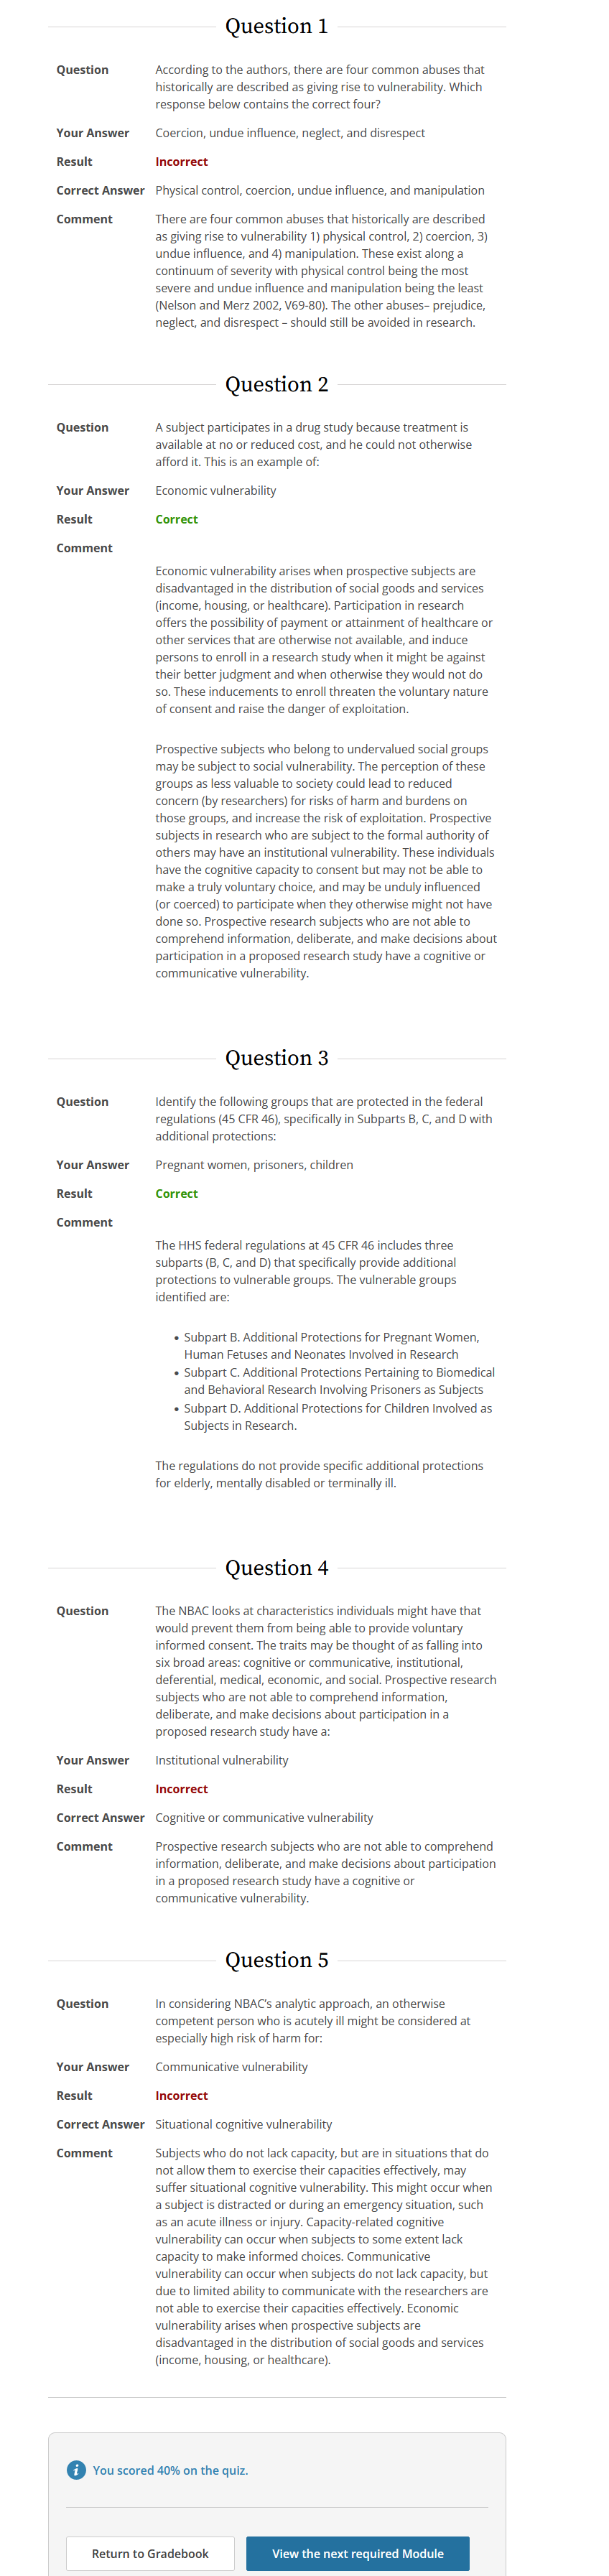 Question 1
Question
According to the authors, there are four common abuses that
historically are described as giving rise to vulnerability. Which
response below contains the correct four?
Your Answer
Coercion, undue influence, neglect, and disrespect
Result
Incorrect
Correct Answer
Physical control, coercion, undue influence, and manipulation
Comment
There are four common abuses that historically are described
as giving rise to vulnerability 1) physical control, 2) coercion, 3)
undue influence, and 4) manipulation. These exist along a
continuum of severity with physical control being the most
severe and undue influence and manipulation being the least
(Nelson and Merz 2002, V69-80). The other abuses– prejudice,
neglect, and disrespect – should still be avoided in research.
Question 2
Question
A subject participates in a drug study because treatment is
available at no or reduced cost, and he could not otherwise
afford it. This is an example of:
Your Answer
Economic vulnerability
Result
Correct
Comment
Economic vulnerability arises when prospective subjects are
disadvantaged in the distribution of social goods and services
(income, housing, or healthcare). Participation in research
offers the possibility of payment or attainment of healthcare or
other services that are otherwise not available, and induce
persons to enroll in a research study when it might be against
their better judgment and when otherwise they would not do
so. These inducements to enroll threaten the voluntary nature
of consent and raise the danger of exploitation.
Prospective subjects who belong to undervalued social groups
may be subject to social vulnerability. The perception of these
groups as less valuable to society could lead to reduced
concern (by researchers) for risks of harm and burdens on
those groups, and increase the risk of exploitation. Prospective
subjects in research who are subject to the formal authority of
others may have an institutional vulnerability. These individuals
have the cognitive capacity to consent but may not be able to
make a truly voluntary choice, and may be unduly influenced
(or coerced) to participate when they otherwise might not have
done so. Prospective research subjects who are not able to
comprehend information, deliberate, and make decisions about
participation in a proposed research study have a cognitive or
communicative vulnerability.
Question 3
Question
Identify the following groups that are protected in the federal
regulations (45 CFR 46), specifically in Subparts B, C, and D with
additional protections:
Your Answer
Pregnant women, prisoners, children
Result
Correct
Comment
The HHS federal regulations at 45 CFR 46 includes three
subparts (B, C, and D) that specifically provide additional
protections to vulnerable groups. The vulnerable groups
identified are:
• Subpart B. Additional Protections for Pregnant Women,
Human Fetuses and Neonates Involved in Research
• Subpart C. Additional Protections Pertaining to Biomedical
and Behavioral Research Involving Prisoners as Subjects
• Subpart D. Additional Protections for Children Involved as
Subjects in Research.
The regulations do not provide specific additional protections
for elderly, mentally disabled or terminally ill.
Question 4
Question
The NBAC looks at characteristics individuals might have that
would prevent them from being able to provide voluntary
informed consent. The traits may be thought of as falling into
six broad areas: cognitive or communicative, institutional,
deferential, medical, economic, and social. Prospective research
subjects who are not able to comprehend information,
deliberate, and make decisions about participation in a
proposed research study have a:
Your Answer
Institutional vulnerability
Result
Incorrect
Correct Answer
Cognitive or communicative vulnerability
Comment
Prospective research subjects who are not able to comprehend
information, deliberate, and make decisions about participation
in a proposed research study have a cognitive or
communicative vulnerability.
Question 5
Question
In considering NBAC's analytic approach, an otherwise
competent person who is acutely ill might be considered at
especially high risk of harm for:
Your Answer
Communicative vulnerability
Result
Incorrect
Correct Answer
Situational cognitive vulnerability
Comment
Subjects who do not lack capacity, but are in situations that do
not allow them to exercise their capacities effectively, may
suffer situational cognitive vulnerability. This might occur when
a subject is distracted or during an emergency situation, such
as an acute illness or injury. Capacity-related cognitive
vulnerability can occur when subjects to some extent lack
capacity to make informed choices. Communicative
vulnerability can occur when subjects do not lack capacity, but
due to limited ability to communicate with the researchers are
not able to exercise their capacities effectively. Economic
vulnerability arises when prospective subjects are
disadvantaged in the distribution of social goods and services
(income, housing, or healthcare).
You scored 40% on the quiz.
Return to Gradebook
View the next required Module